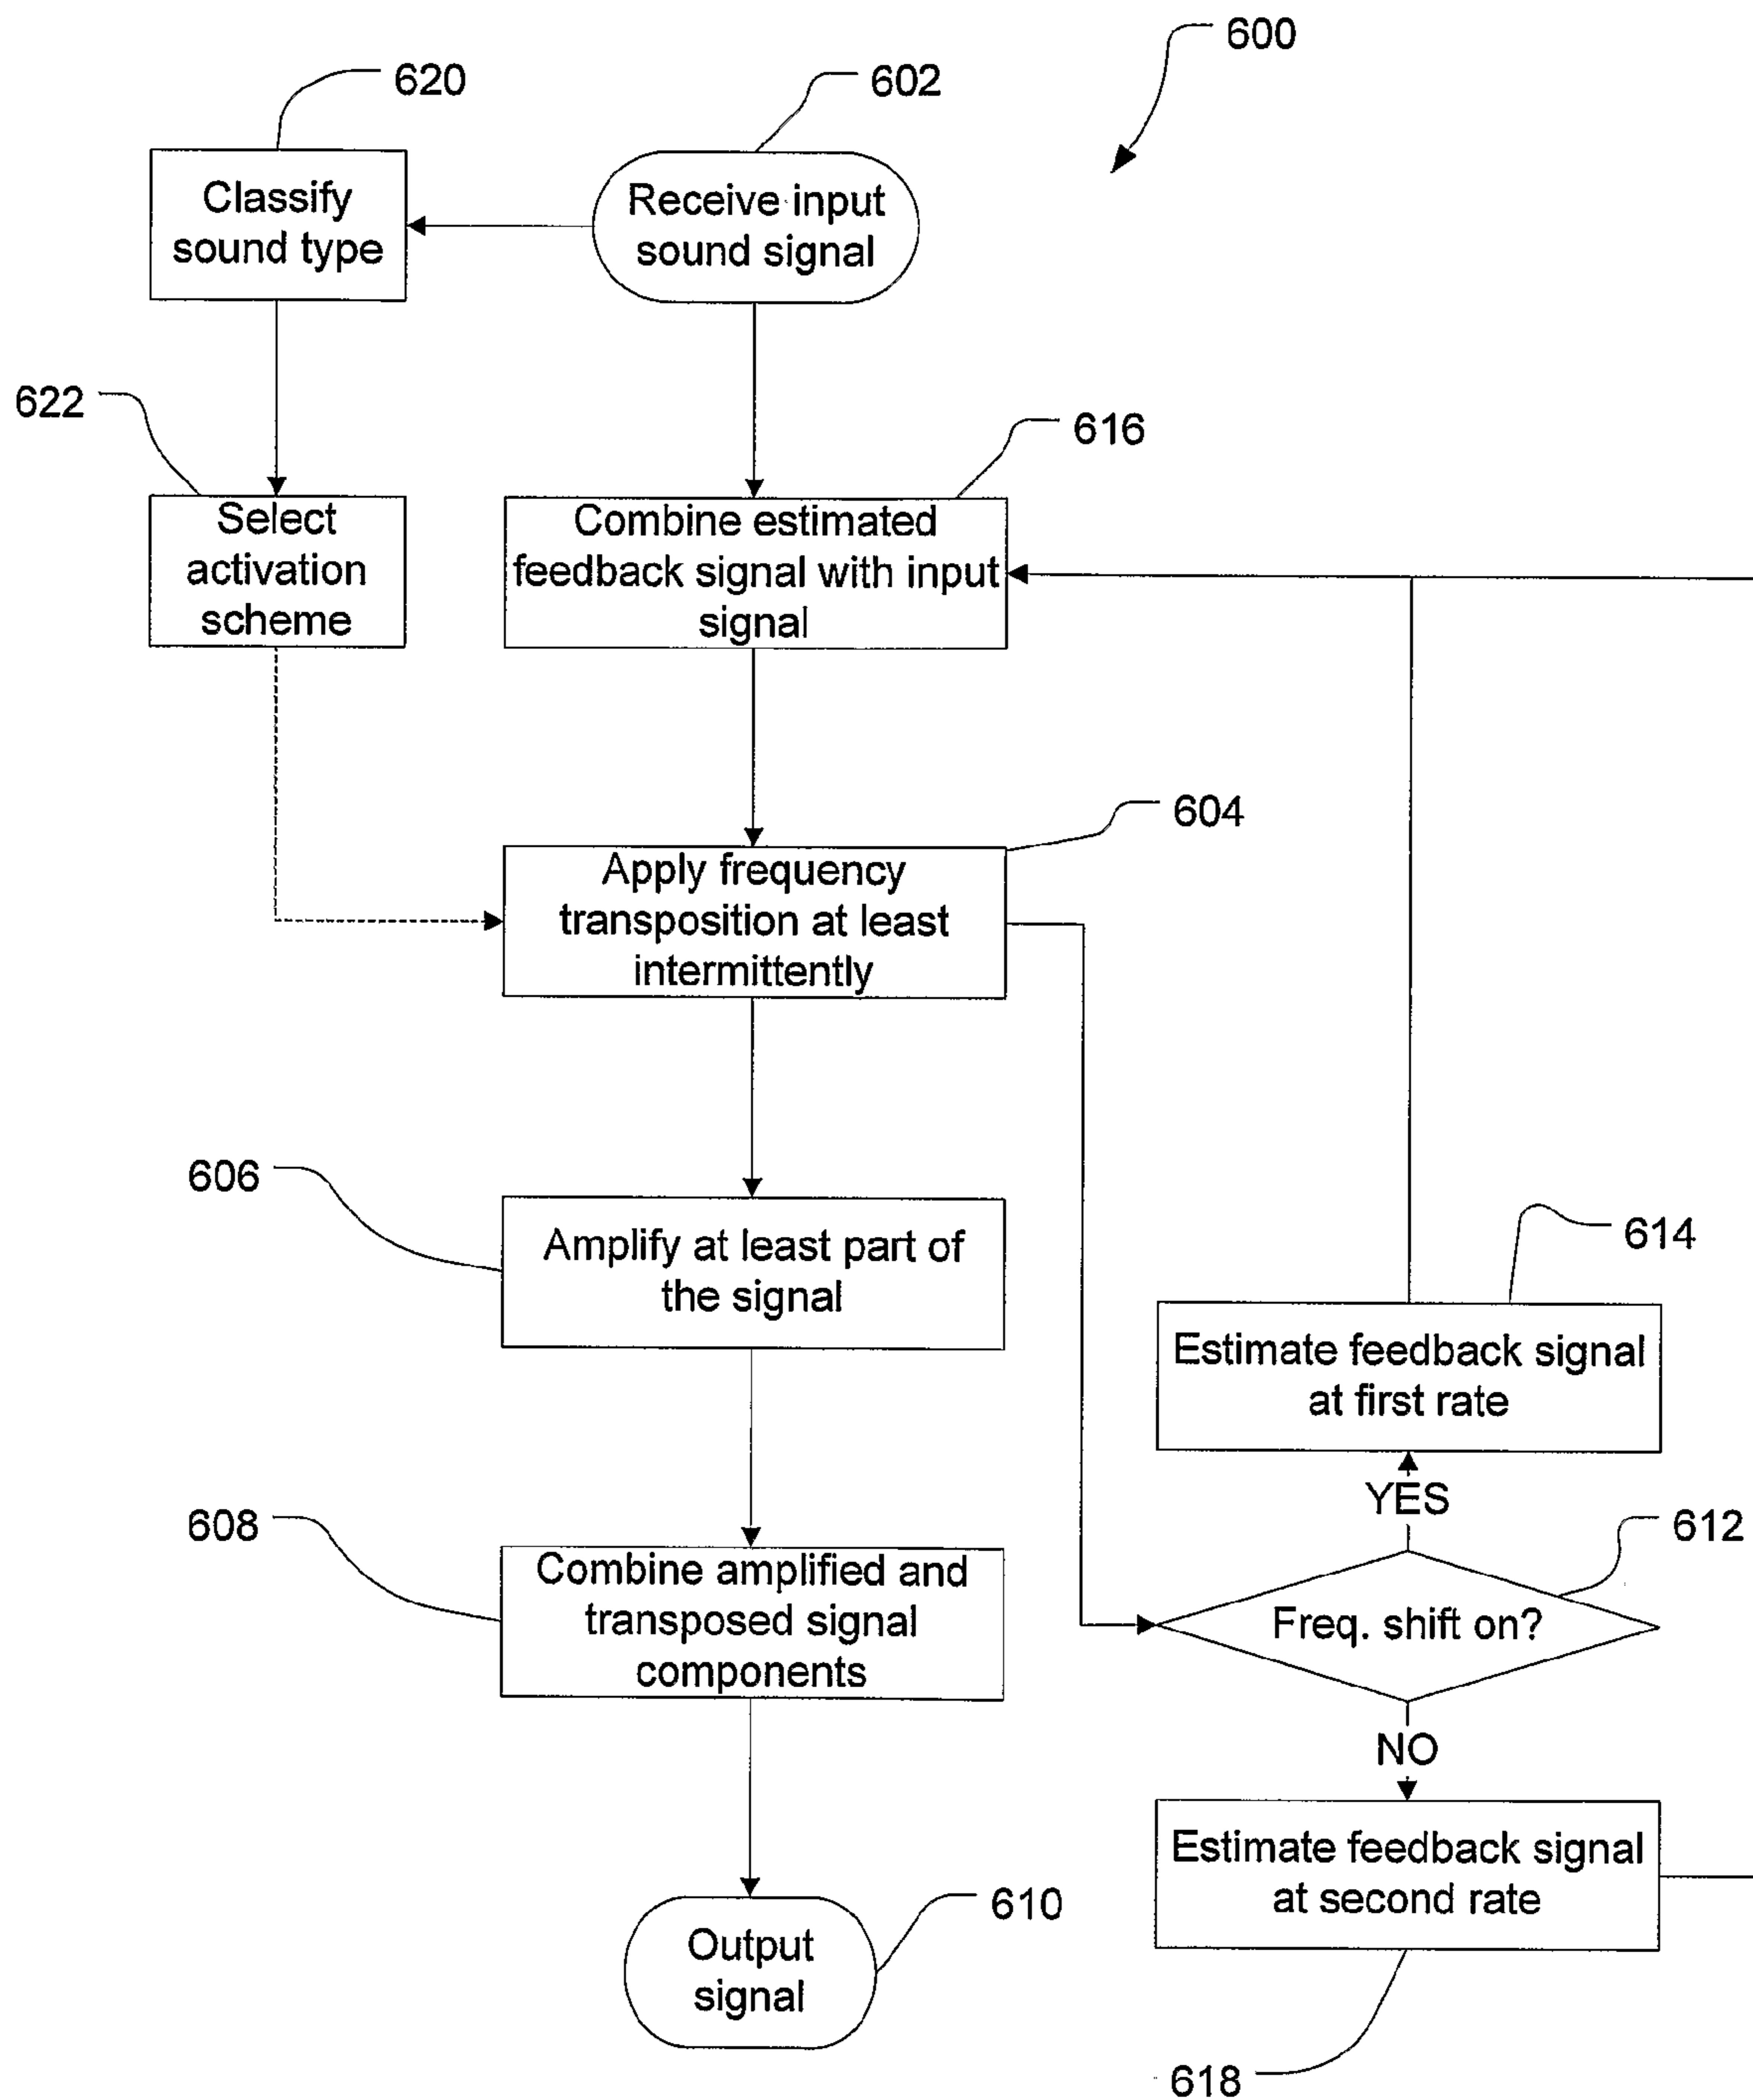 600
620
602
Classify
sound type
Receive input
sound signal
622
616
Select
activation
scheme
Combine estimated
feedback signal with input
signal
604
Apply frequency
transposition at least
intermittently
606
Amplify at least part of
the signal
614
Estimate feedback signal
at first rate
YES
608
612
Combine amplified and
transposed signal
components
Freq. shift on?
NO
Estimate feedback signal
at second rate
610
Output
signal
618